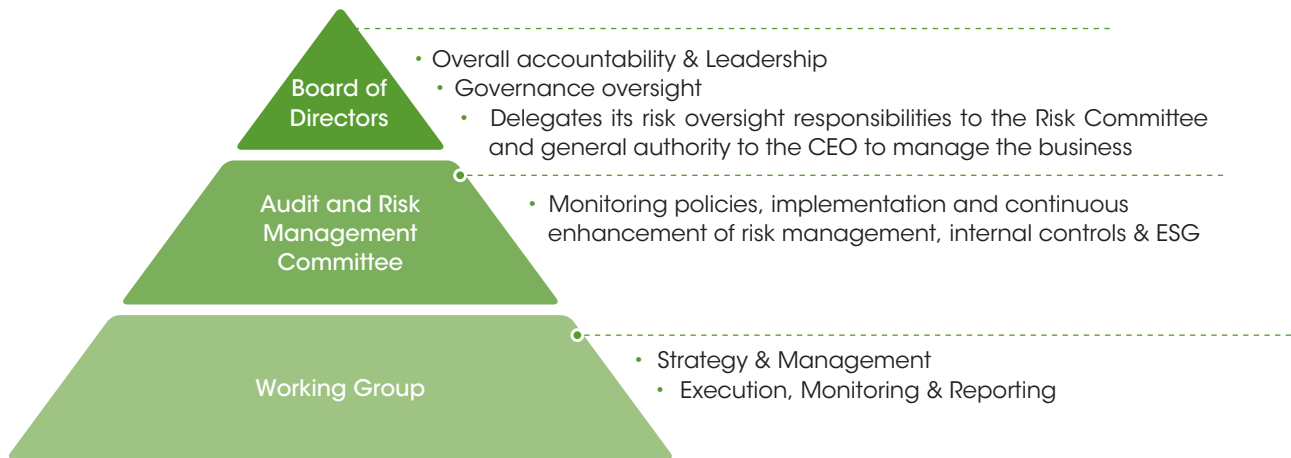 Board of
Directors
• Overall accountability & Leadership
• Governance oversight
• Delegates its risk oversight responsibilities to the Risk Committee
and general authority to the CEO to manage the business
Audit and Risk
Management
Committee
• Monitoring policies, implementation and continuous
enhancement of risk management, internal controls & ESG
Working Group
• Strategy & Management
• Execution, Monitoring & Reporting